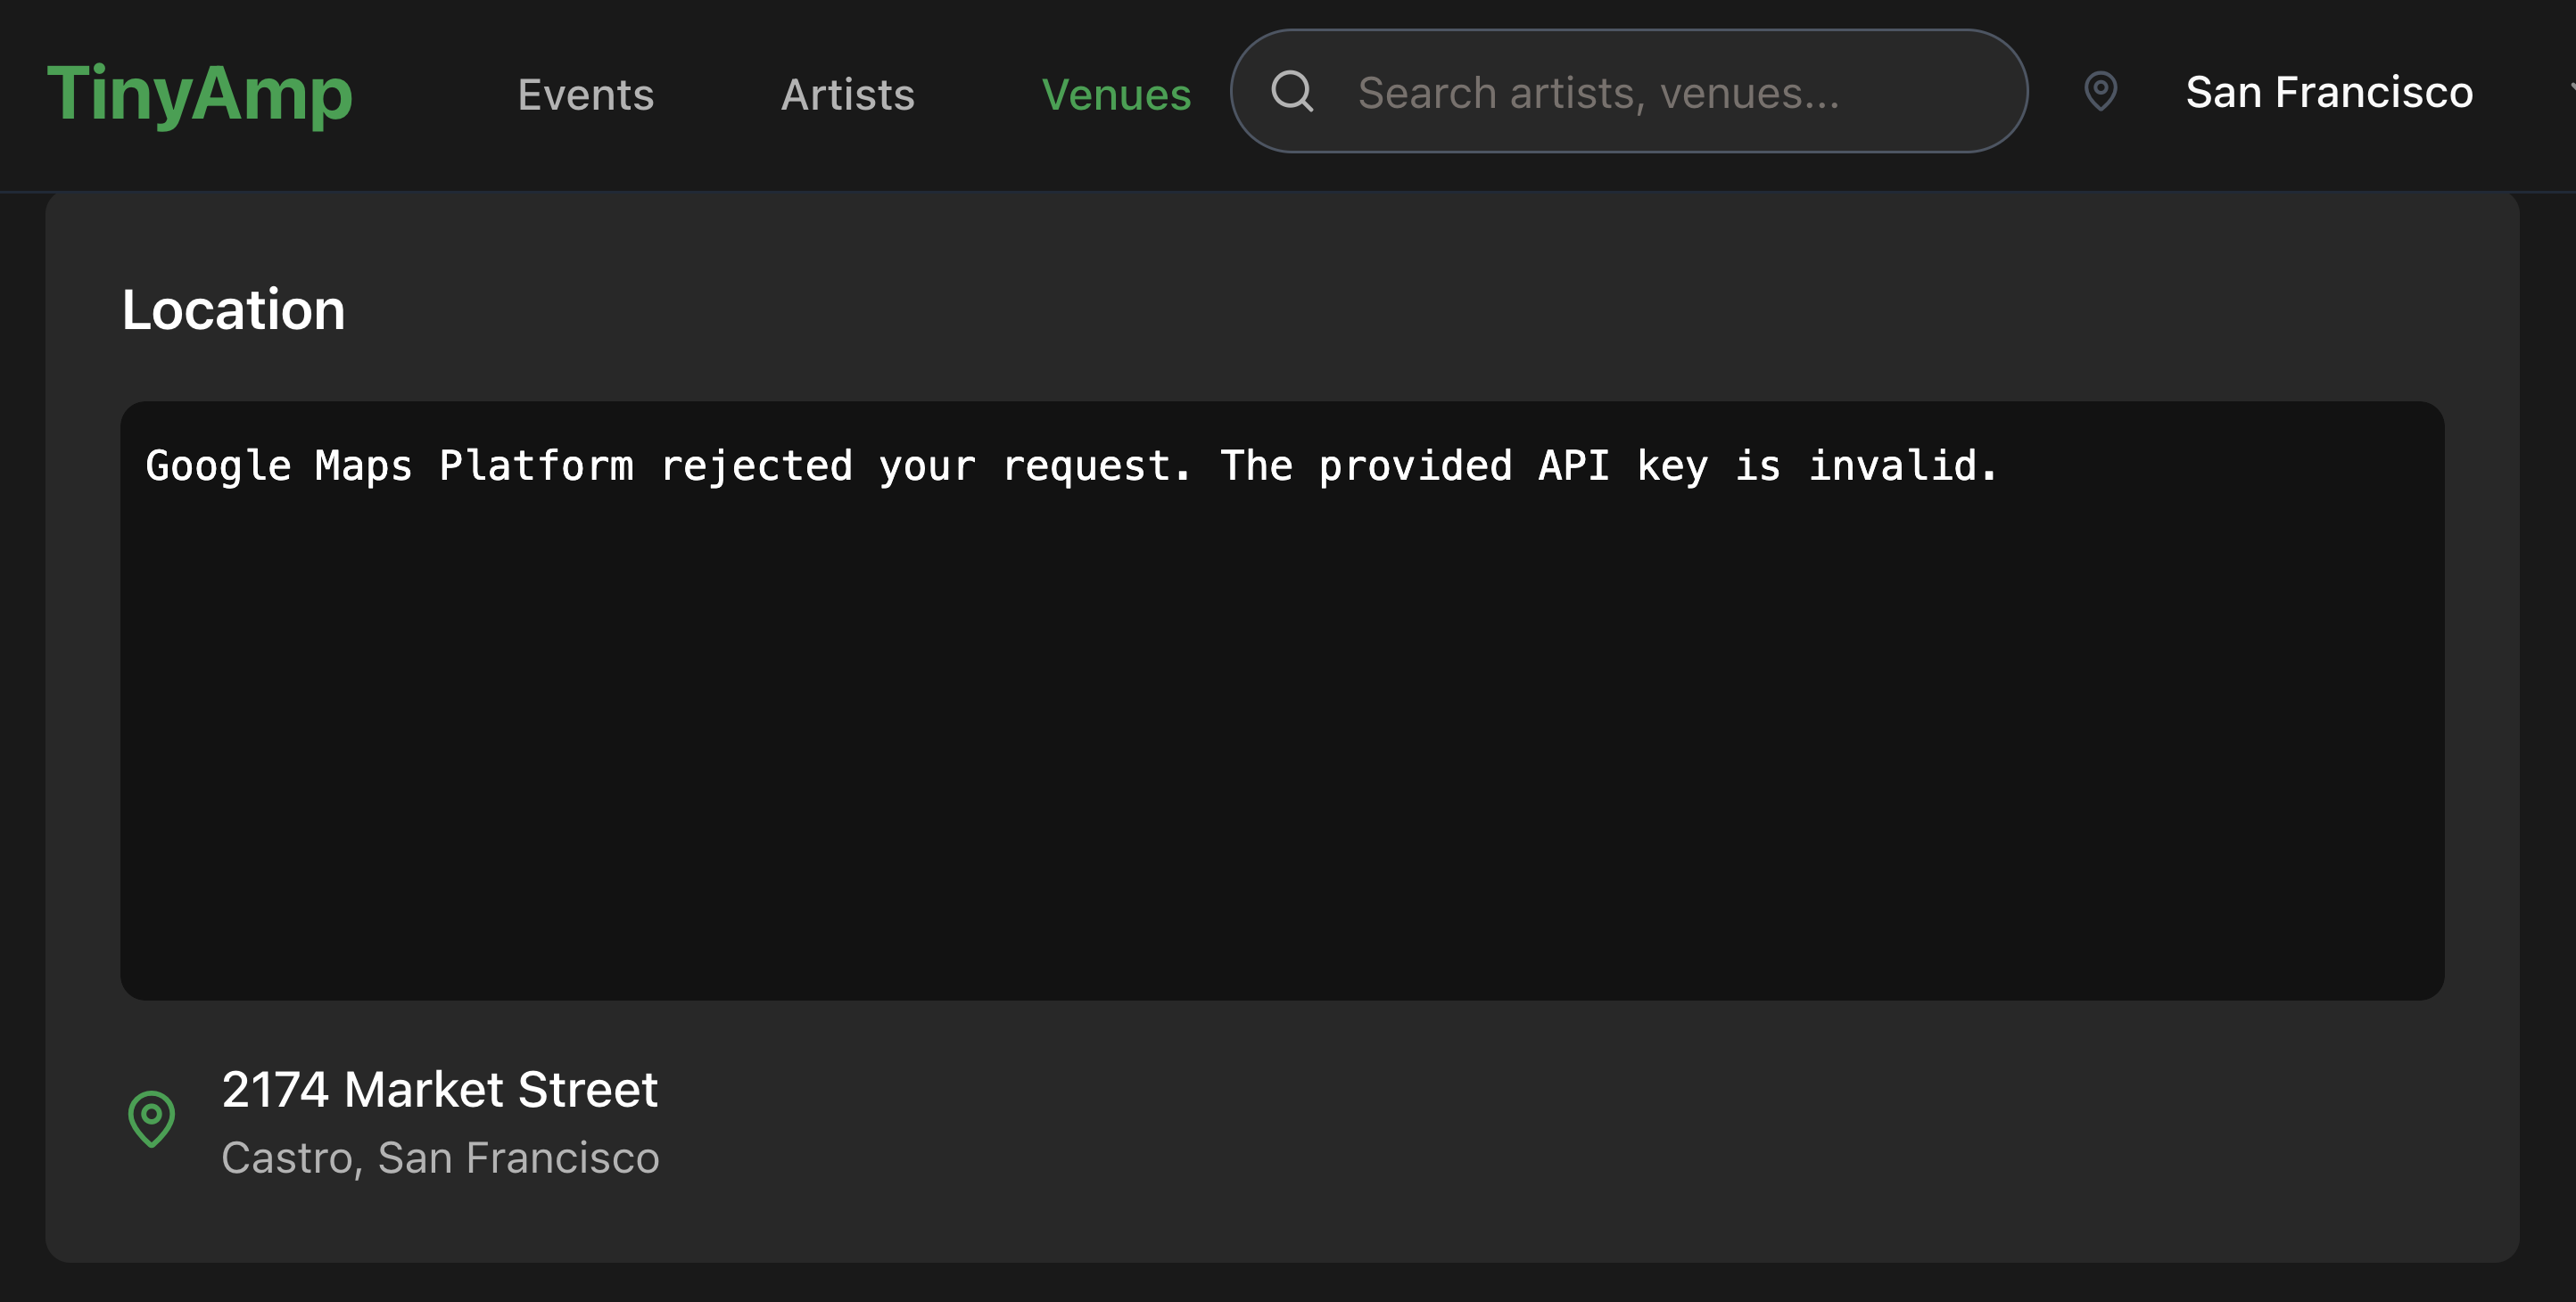 TinyAmp
Events
Artists
Venues
Search artists, venues...
San Francisco
Location
Google Maps Platform rejected your request. The provided API key is invalid.
2174 Market Street
Castro, San Francisco